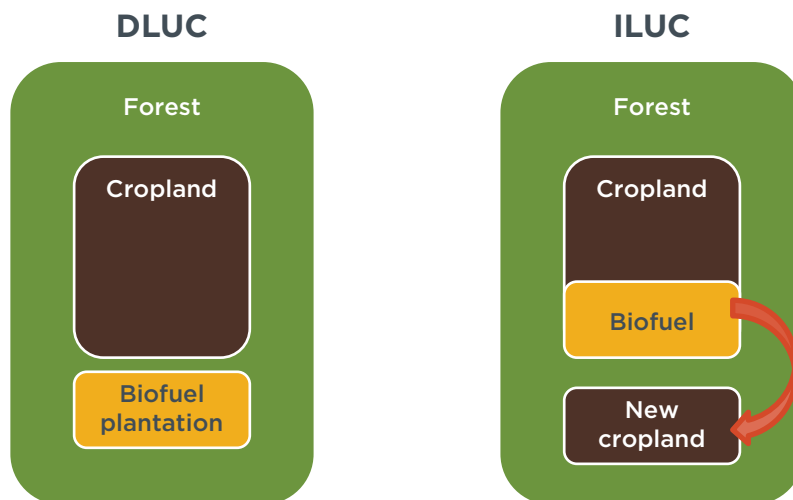 DLUC
Forest
Cropland
Biofuel
plantation
ILUC
Forest
Cropland
Biofuel
New
cropland